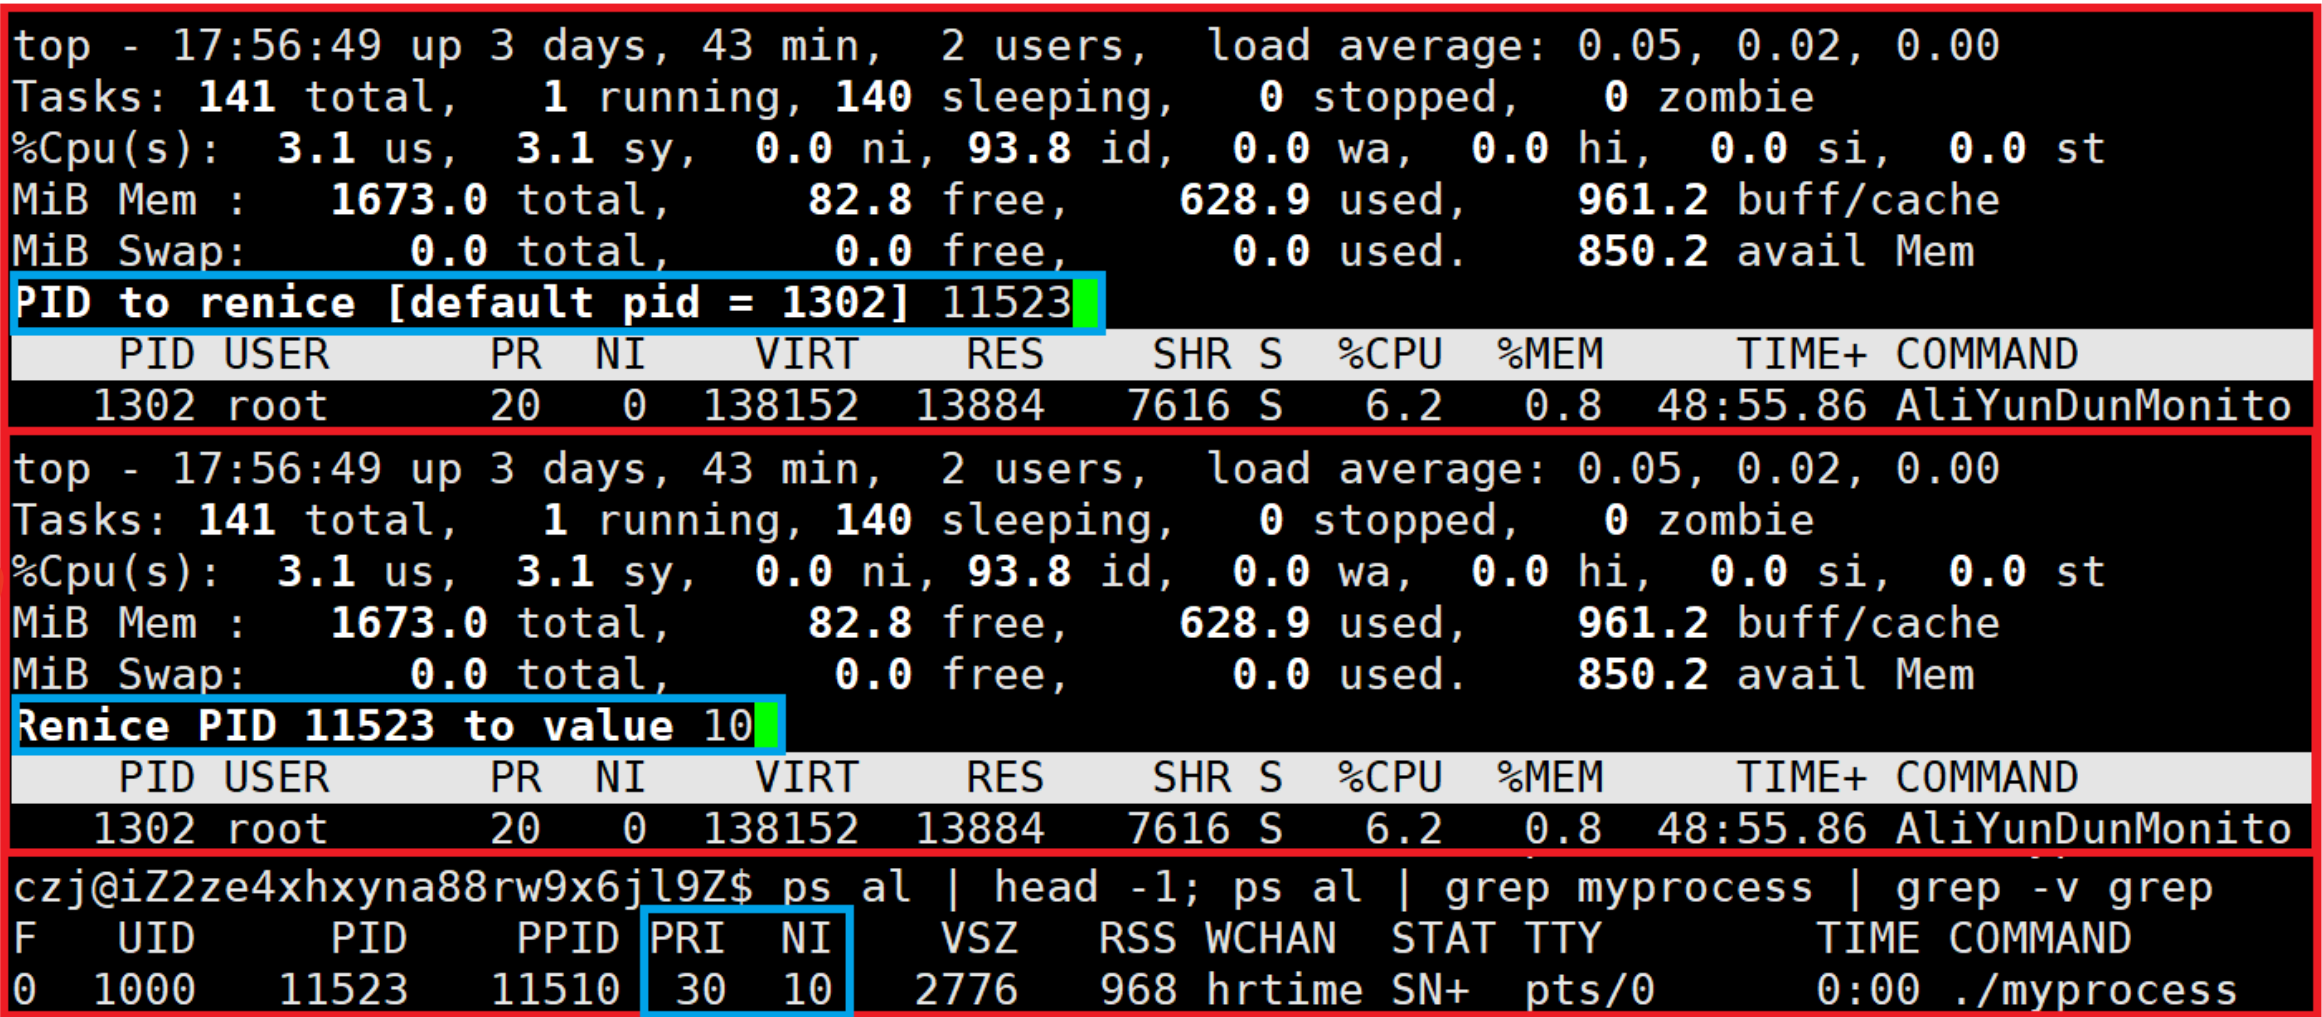 top - 17:56:49 up 3 days, 43 min,  2 users,  load average: 0.05, 0.02, 0.00
Tasks: 141 total,   1 running, 140 sleeping,   0 stopped,   0 zombie
%Cpu(s):  3.1 us,  3.1 sy,  0.0 ni, 93.8 id,  0.0 wa,  0.0 hi,  0.0 si,  0.0 st
MiB Mem :   1673.0 total,     82.8 free,    628.9 used,    961.2 buff/cache
MiB Swap:      0.0 total,      0.0 free,      0.0 used.    850.2 avail Mem
PID to renice [default pid = 1302] 11523
    PID USER      PR  NI    VIRT    RES    SHR S  %CPU  %MEM     TIME+ COMMAND
   1302 root      20   0  138152  13884   7616 S   6.2   0.8  48:55.86 AliYunDunMonito
top - 17:56:49 up 3 days, 43 min,  2 users,  load average: 0.05, 0.02, 0.00
Tasks: 141 total,   1 running, 140 sleeping,   0 stopped,   0 zombie
%Cpu(s):  3.1 us,  3.1 sy,  0.0 ni, 93.8 id,  0.0 wa,  0.0 hi,  0.0 si,  0.0 st
MiB Mem :   1673.0 total,     82.8 free,    628.9 used,    961.2 buff/cache
MiB Swap:      0.0 total,      0.0 free,      0.0 used.    850.2 avail Mem
Renice PID 11523 to value 10
    PID USER      PR  NI    VIRT    RES    SHR S  %CPU  %MEM     TIME+ COMMAND
   1302 root      20   0  138152  13884   7616 S   6.2   0.8  48:55.86 AliYunDunMonito
czj@iZ2ze4xhxyna88rw9x6jl9Z$ ps al | head -1; ps al | grep myprocess | grep -v grep
F   UID     PID    PPID PRI  NI    VSZ   RSS WCHAN  STAT TTY        TIME COMMAND
0  1000   11523   11510  30  10   2776   968 hrtime SN+  pts/0      0:00 ./myprocess